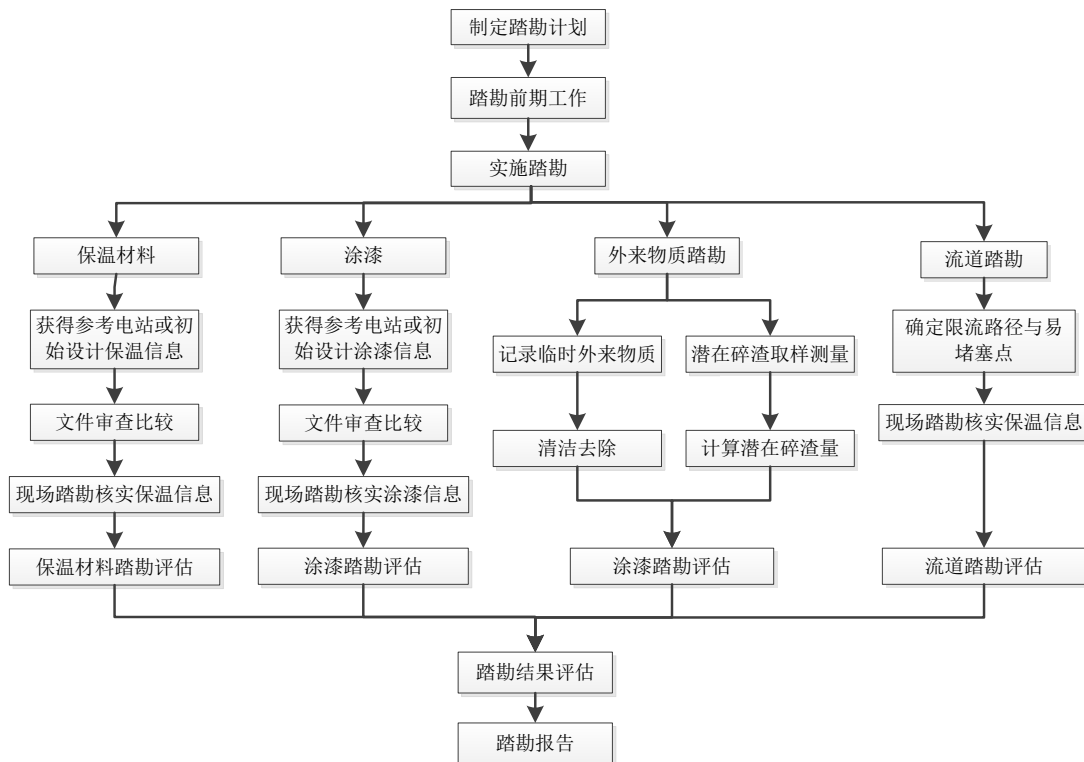 制定踏勘计划
踏勘前期工作
实施踏勘
保温材料
涂漆
外来物质踏勘
流道踏勘
获得参考电站或初
始设计保温信息
获得参考电站或初
始设计涂漆信息
记录临时外来物质
潜在碎渣取样测量
确定限流路径与易
堵塞点
文件审查比较
文件审查比较
清洁去除
计算潜在碎渣量
现场踏勘核实保温信息
现场踏勘核实保温信息
现场踏勘核实涂漆信息
保温材料踏勘评估
涂漆踏勘评估
涂漆踏勘评估
流道踏勘评估
踏勘结果评估
踏勘报告